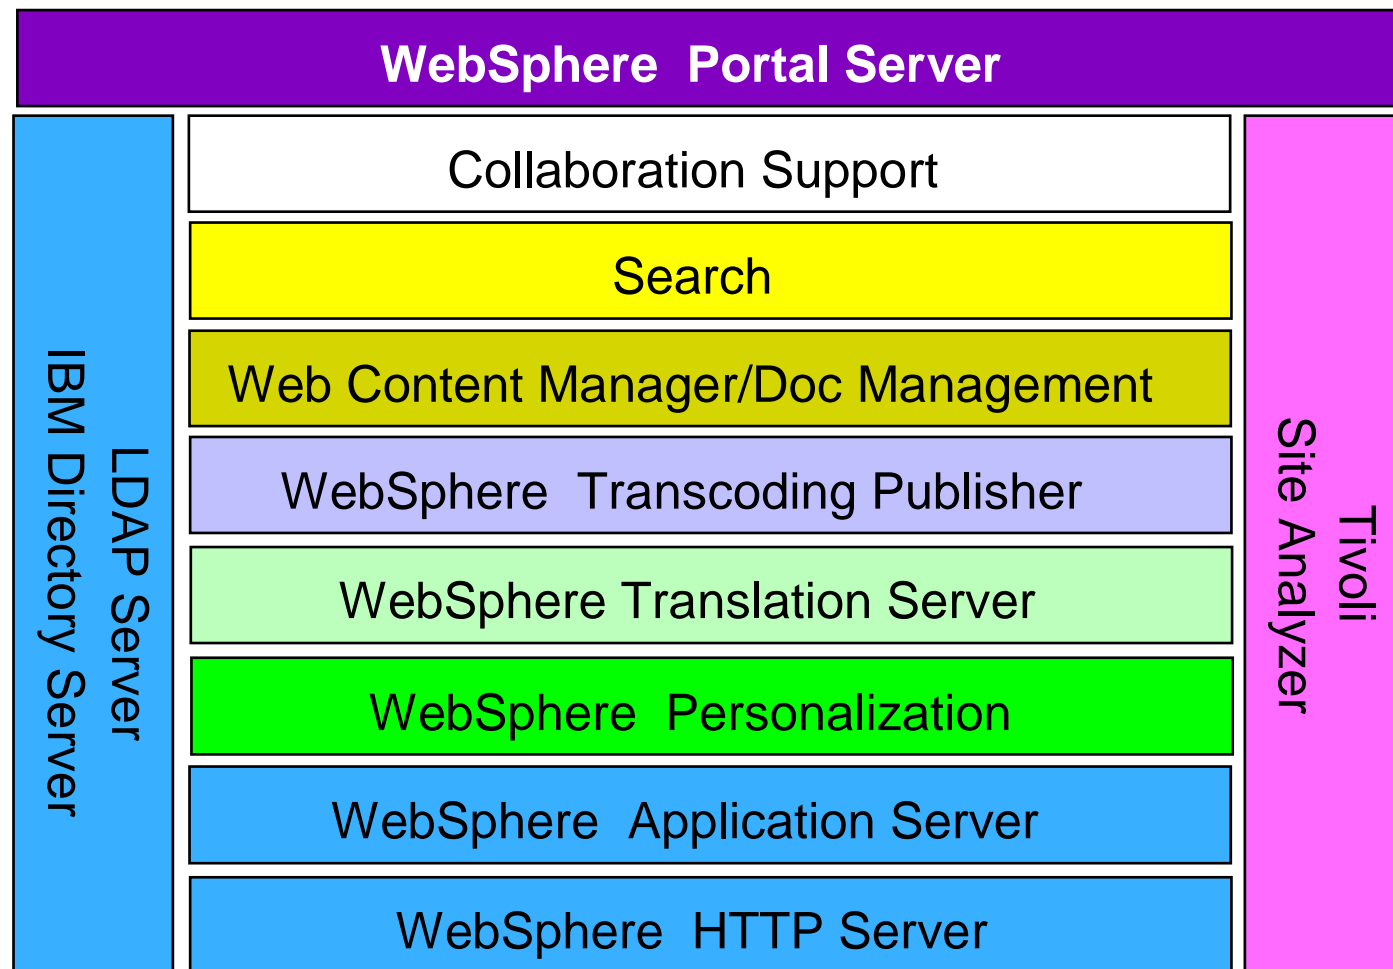 WebSphere  Portal Server
Collaboration Support
Search
Web Content Manager/Doc Management
WebSphere  Transcoding Publisher
WebSphere Translation Server
WebSphere  Personalization
WebSphere  Application Server
WebSphere  HTTP Server
LDAP Server
IBM Directory Server
Tivoli
Site Analyzer